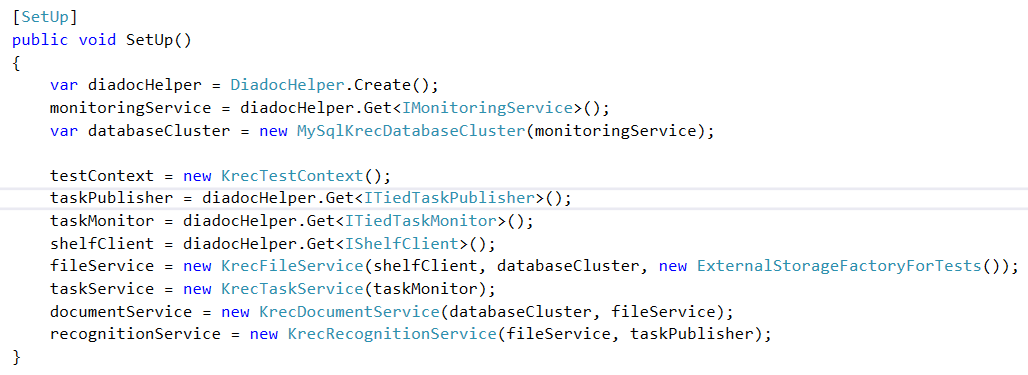 [SetUp]
public void SetUp()
{
    var diadocHelper = DiadocHelper.Create();
    monitoringService = diadocHelper.Get<IMonitoringService>();
    var databaseCluster = new MySqlKrecDatabaseCluster(monitoringService);

    testContext = new KrecTestContext();
    taskPublisher = diadocHelper.Get<ITiedTaskPublisher>();
    taskMonitor = diadocHelper.Get<ITiedTaskMonitor>();
    shelfClient = diadocHelper.Get<IShelfClient>();
    fileService = new KrecFileService(shelfClient, databaseCluster, new ExternalStorageFactoryForTests());
    taskService = new KrecTaskService(taskMonitor);
    documentService = new KrecDocumentService(databaseCluster, fileService);
    recognitionService = new KrecRecognitionService(fileService, taskPublisher);
}